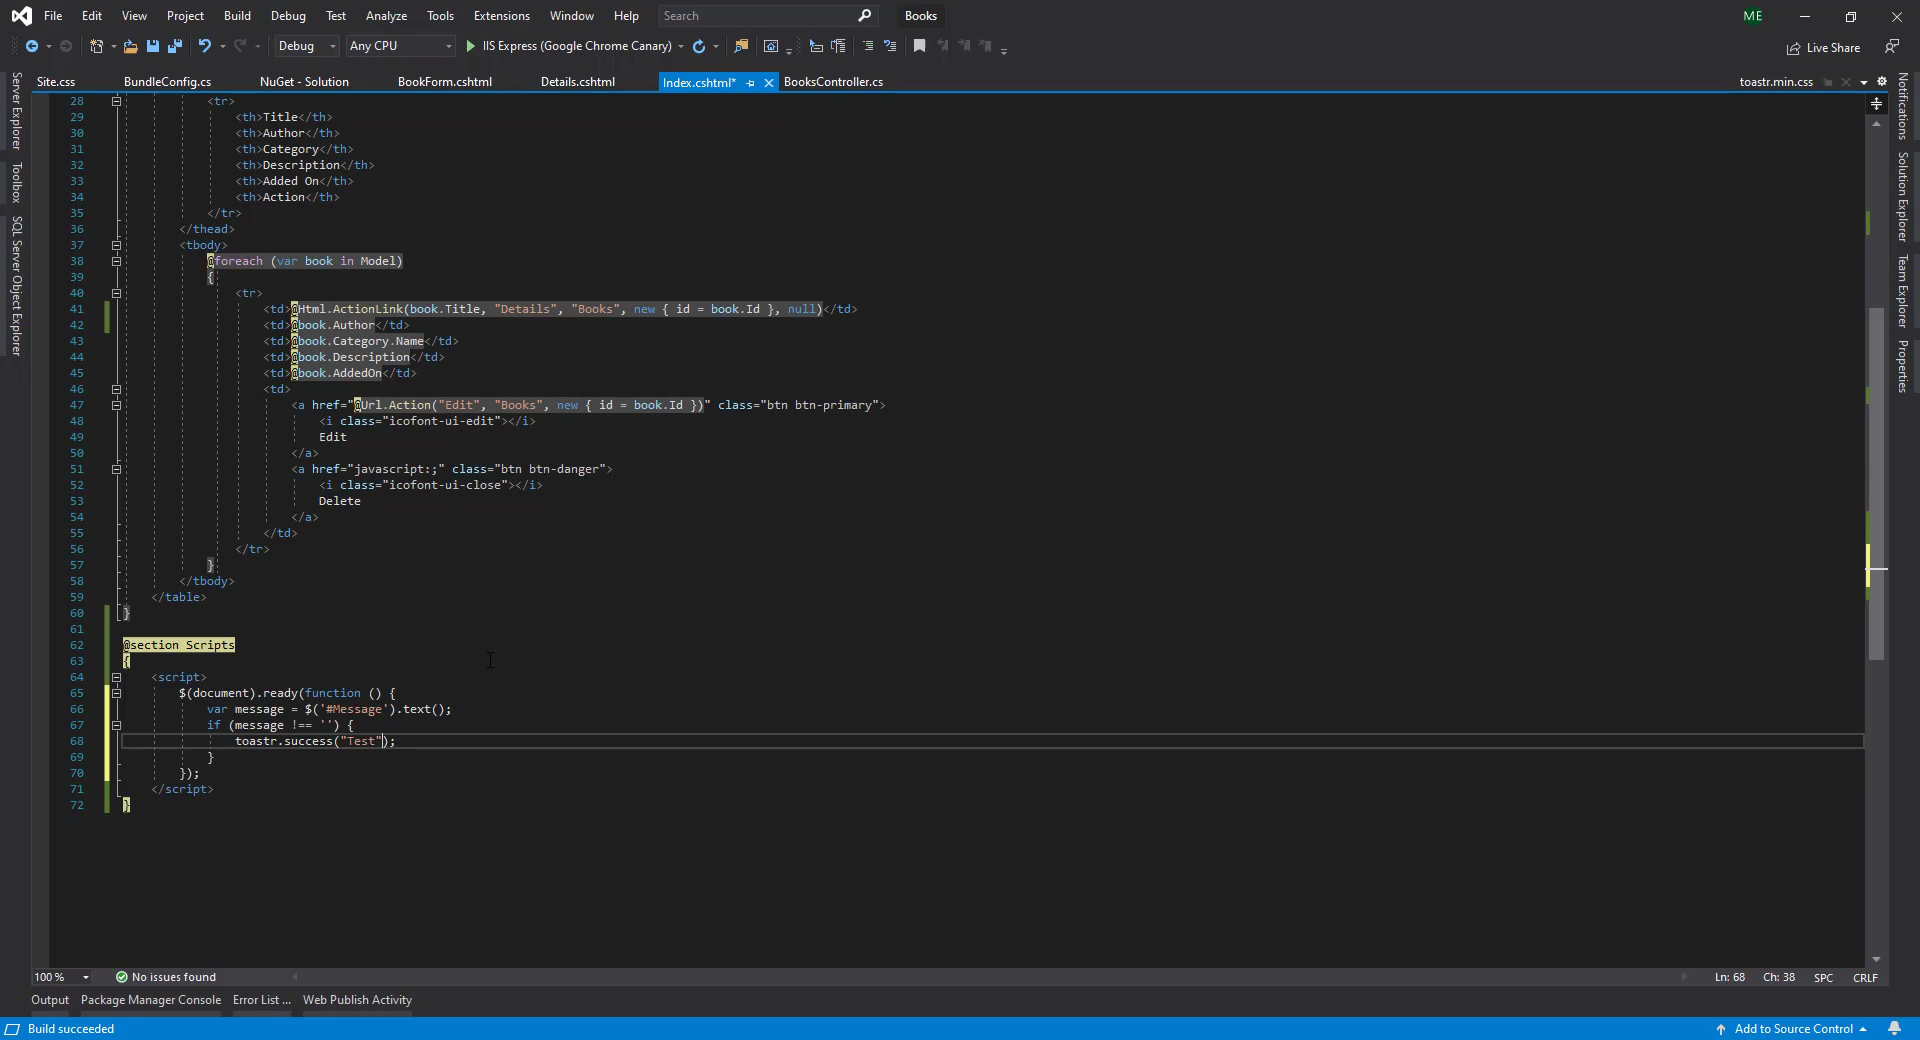 File Edit View Project Build Debug Test Analyze Tools Extensions Window Help Search Books ME
Debug Any CPU IIS Express (Google Chrome Canary) Live Share
Site.css BundleConfig.cs NuGet - Solution BookForm.cshtml Details.cshtml Index.cshtml* BooksController.cs toastr.min.css
Server Explorer
Toolbox
SQL Server Object Explorer
28 <tr>
29 <th>Title</th>
30 <th>Author</th>
31 <th>Category</th>
32 <th>Description</th>
33 <th>Added On</th>
34 <th>Action</th>
35 </tr>
36 </thead>
37 <tbody>
38 @foreach (var book in Model)
39 {
40 <tr>
41 <td>@Html.ActionLink(book.Title, "Details", "Books", new { id = book.Id }, null)</td>
42 <td>@book.Author</td>
43 <td>@book.Category.Name</td>
44 <td>@book.Description</td>
45 <td>@book.AddedOn</td>
46 <td>
47 <a href="@Url.Action("Edit", "Books", new { id = book.Id })" class="btn btn-primary">
48 <i class="icofont-ui-edit"></i>
49 Edit
50 </a>
51 <a href="javascript:;" class="btn btn-danger">
52 <i class="icofont-ui-close"></i>
53 Delete
54 </a>
55 </td>
56 </tr>
57 }
58 </tbody>
59 </table>
60 }
61
62 @section Scripts
63 {
64 <script>
65 $(document).ready(function () {
66 var message = $('#Message').text();
67 if (message !== '') {
68 toastr.success("Test");
69 }
70 });
71 </script>
72 }
Notifications
Solution Explorer
Team Explorer
Properties
100 % No issues found Ln: 68 Ch: 38 SPC CRLF
Output Package Manager Console Error List ... Web Publish Activity
Build succeeded Add to Source Control